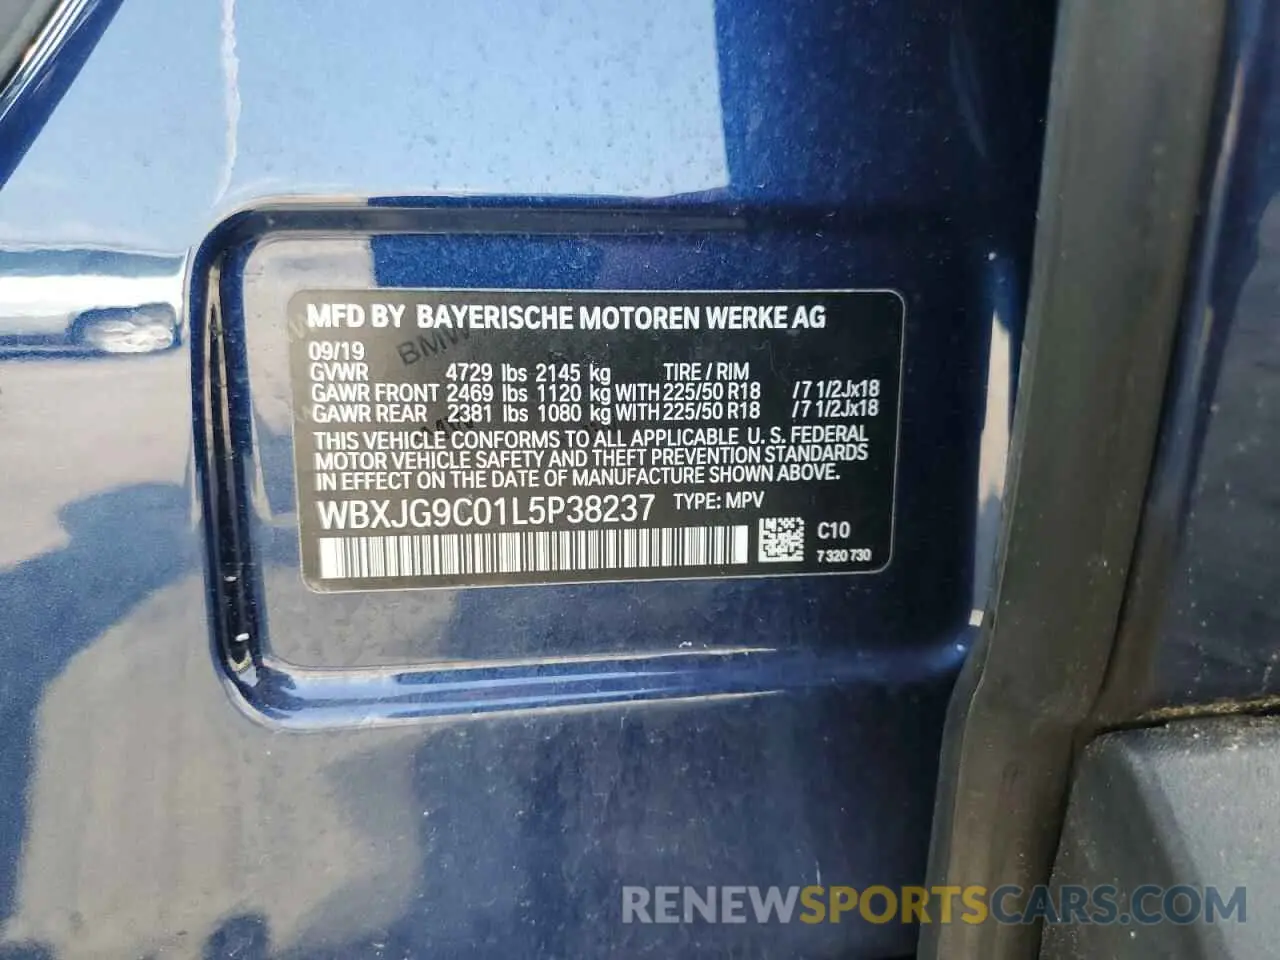 MFD BY BAYERISCHE MOTOREN WERKE AG
09/19
GVWR 4729 lbs 2145 kg TIRE / RIM
GAWR FRONT 2469 lbs 1120 kg WITH 225/50 R18 /7 1/2Jx18
GAWR REAR 2381 lbs 1080 kg WITH 225/50 R18 /7 1/2Jx18
THIS VEHICLE CONFORMS TO ALL APPLICABLE U. S. FEDERAL
MOTOR VEHICLE SAFETY AND THEFT PREVENTION STANDARDS
IN EFFECT ON THE DATE OF MANUFACTURE SHOWN ABOVE.
WBXJG9C01L5P38237 TYPE: MPV
C10
7 320 730
BMW
RENEWSPORTSCARS.COM